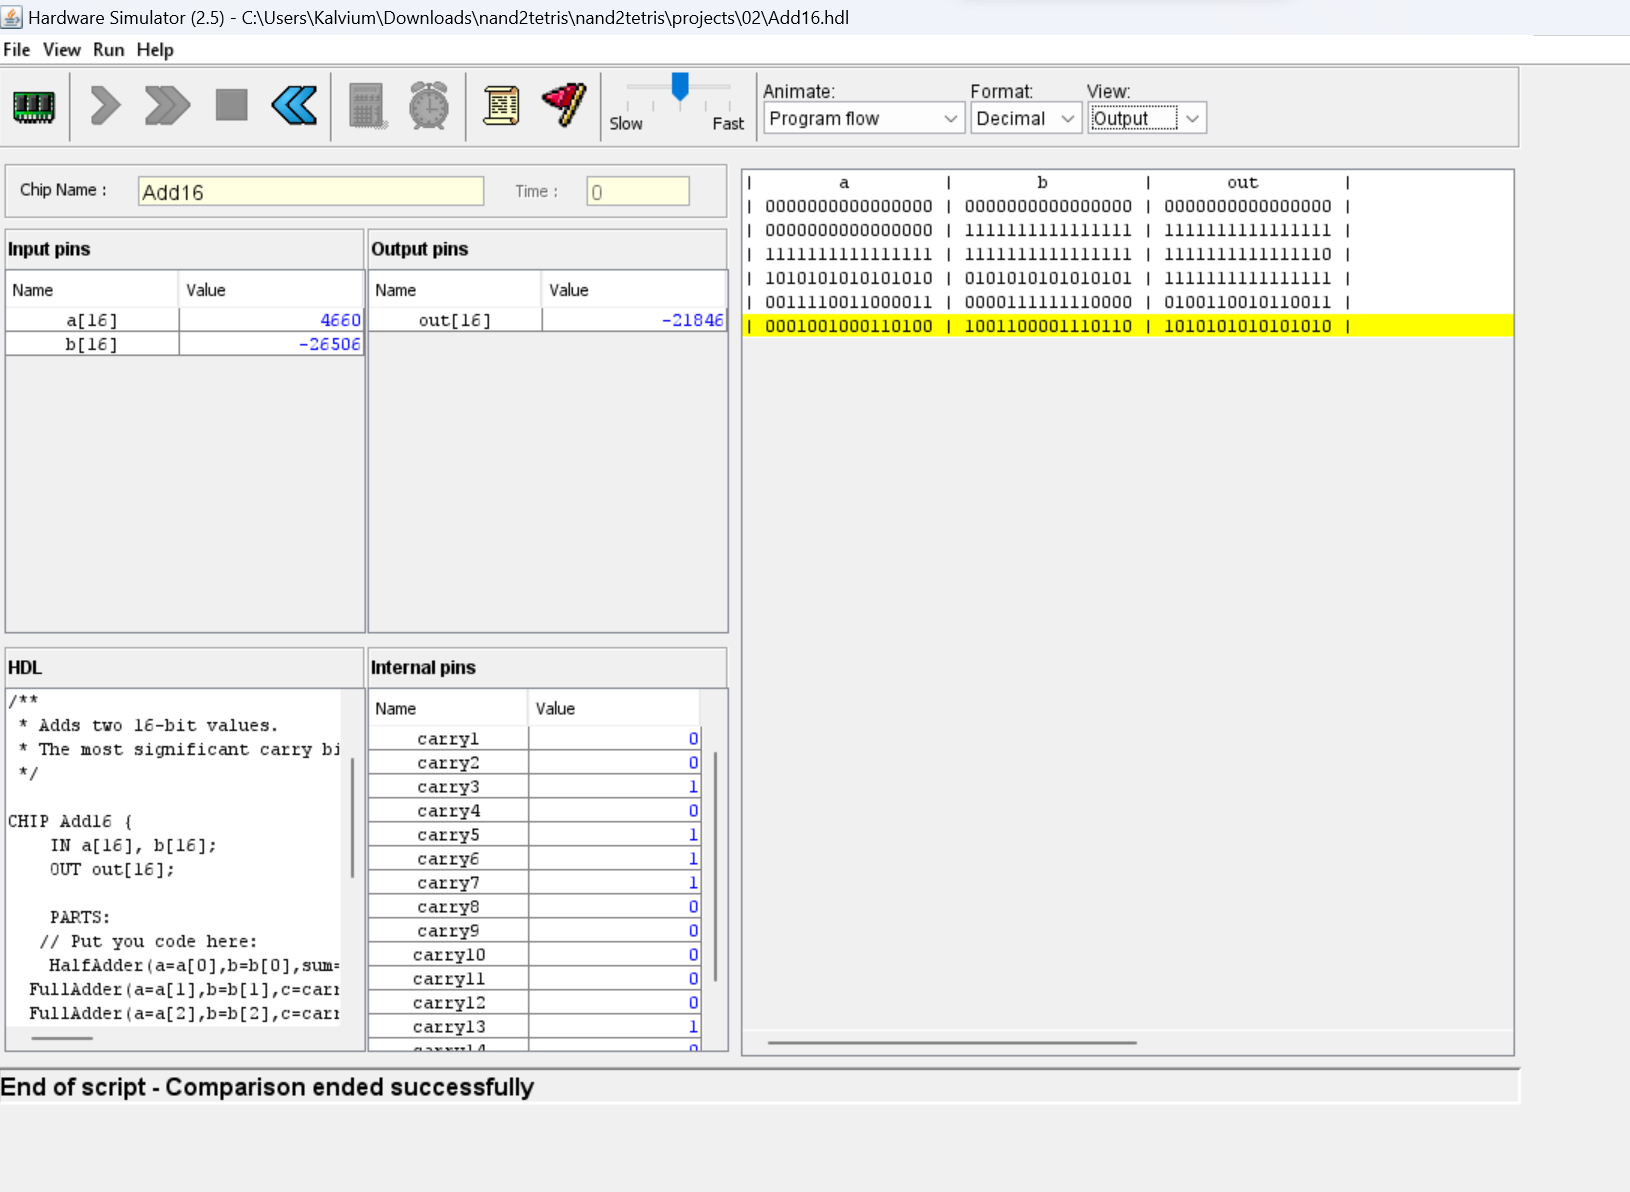 Hardware Simulator (2.5) - C:\Users\Kalvium\Downloads\nand2tetris\nand2tetris\projects\02\Add16.hdl
File View Run Help
Slow Fast
Animate: Format: View:
Program flow Decimal Output
Chip Name : Add16 Time : 0
Input pins
Name Value
a[16] 4660
b[16] -26506
Output pins
Name Value
out[16] -21846
| a | b | out |
| 0000000000000000 | 0000000000000000 | 0000000000000000 |
| 0000000000000000 | 1111111111111111 | 1111111111111111 |
| 1111111111111111 | 1111111111111111 | 1111111111111110 |
| 1010101010101010 | 0101010101010101 | 1111111111111111 |
| 0011110011000011 | 0000111111110000 | 0100110010110011 |
| 0001001000110100 | 1001100001110110 | 1010101010101010 |
HDL
/**
* Adds two 16-bit values.
* The most significant carry bi
*/
CHIP Add16 {
IN a[16], b[16];
OUT out[16];
PARTS:
// Put you code here:
HalfAdder(a=a[0],b=b[0],sum=
FullAdder(a=a[1],b=b[1],c=carr
FullAdder(a=a[2],b=b[2],c=carr
Internal pins
Name Value
carry1 0
carry2 0
carry3 1
carry4 0
carry5 1
carry6 1
carry7 1
carry8 0
carry9 0
carry10 0
carry11 0
carry12 0
carry13 1
carry14 0
End of script - Comparison ended successfully